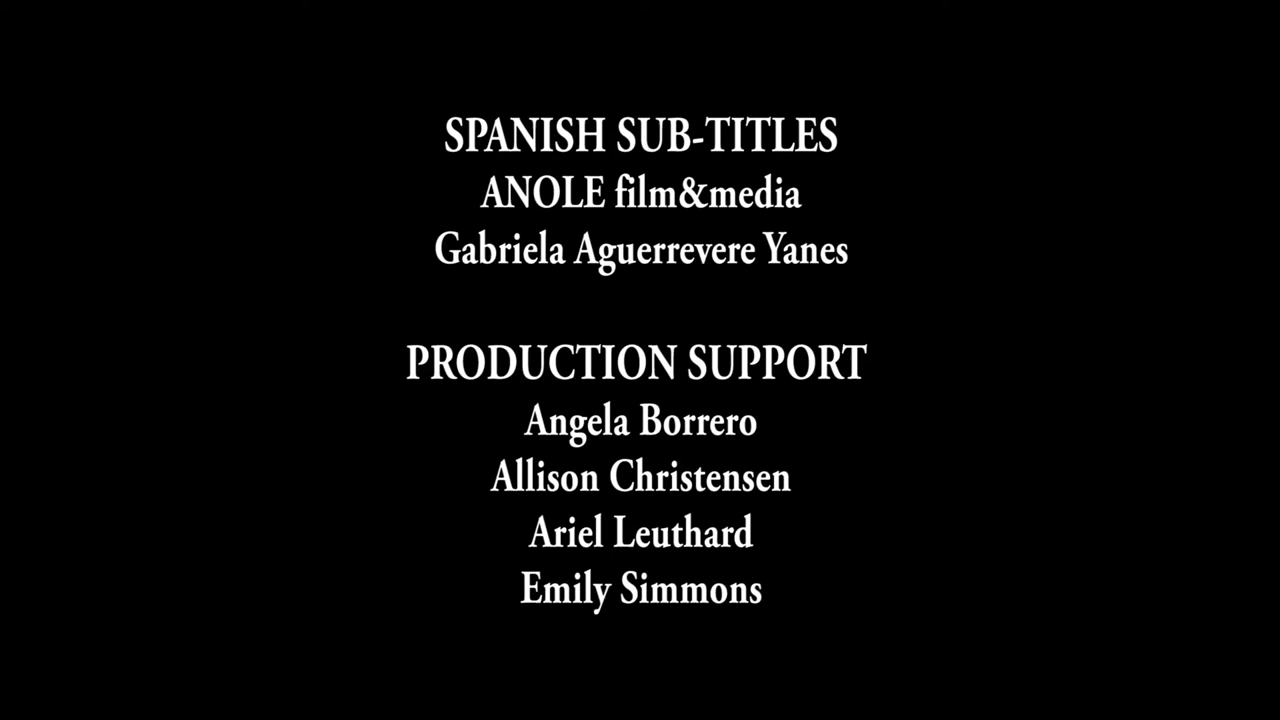 SPANISH SUB-TITLES
ANOLE film&media
Gabriela Aguerrevere Yanes
PRODUCTION SUPPORT
Angela Borrero
Allison Christensen
Ariel Leuthard
Emily Simmons